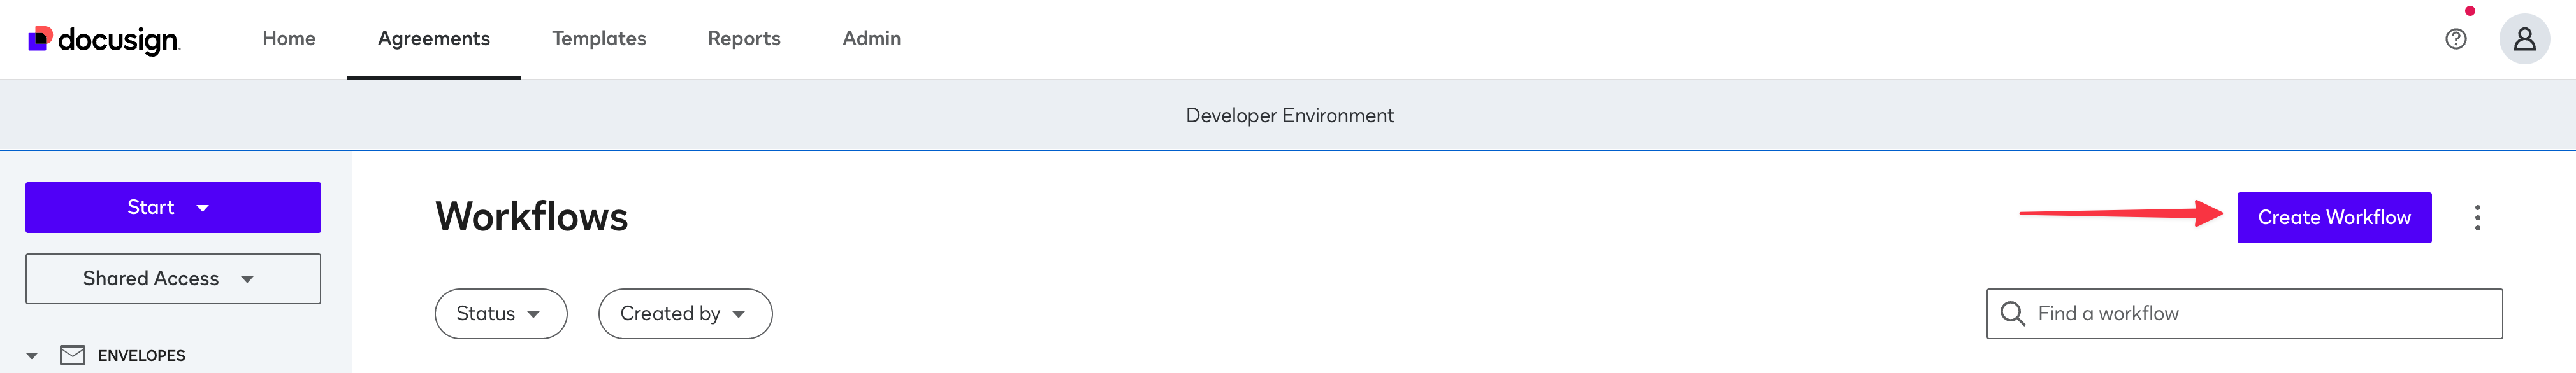 docusign
Home Agreements Templates Reports Admin
Developer Environment
Start
Shared Access
ENVELOPES
Workflows
Create Workflow
Status Created by
Find a workflow